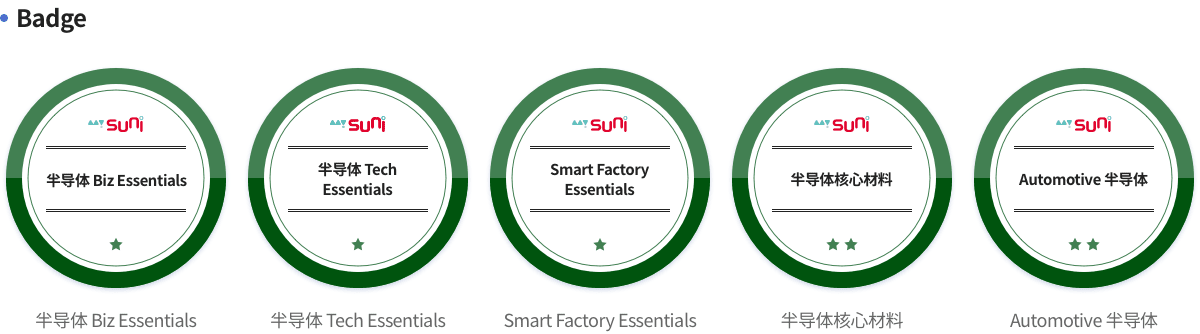 Badge
suni
半导体 Biz Essentials
半导体 Biz Essentials
suni
半导体 Tech
Essentials
半导体 Tech Essentials
suni
Smart Factory
Essentials
Smart Factory Essentials
suni
半导体核心材料
半导体核心材料
suni
Automotive 半导体
Automotive 半导体